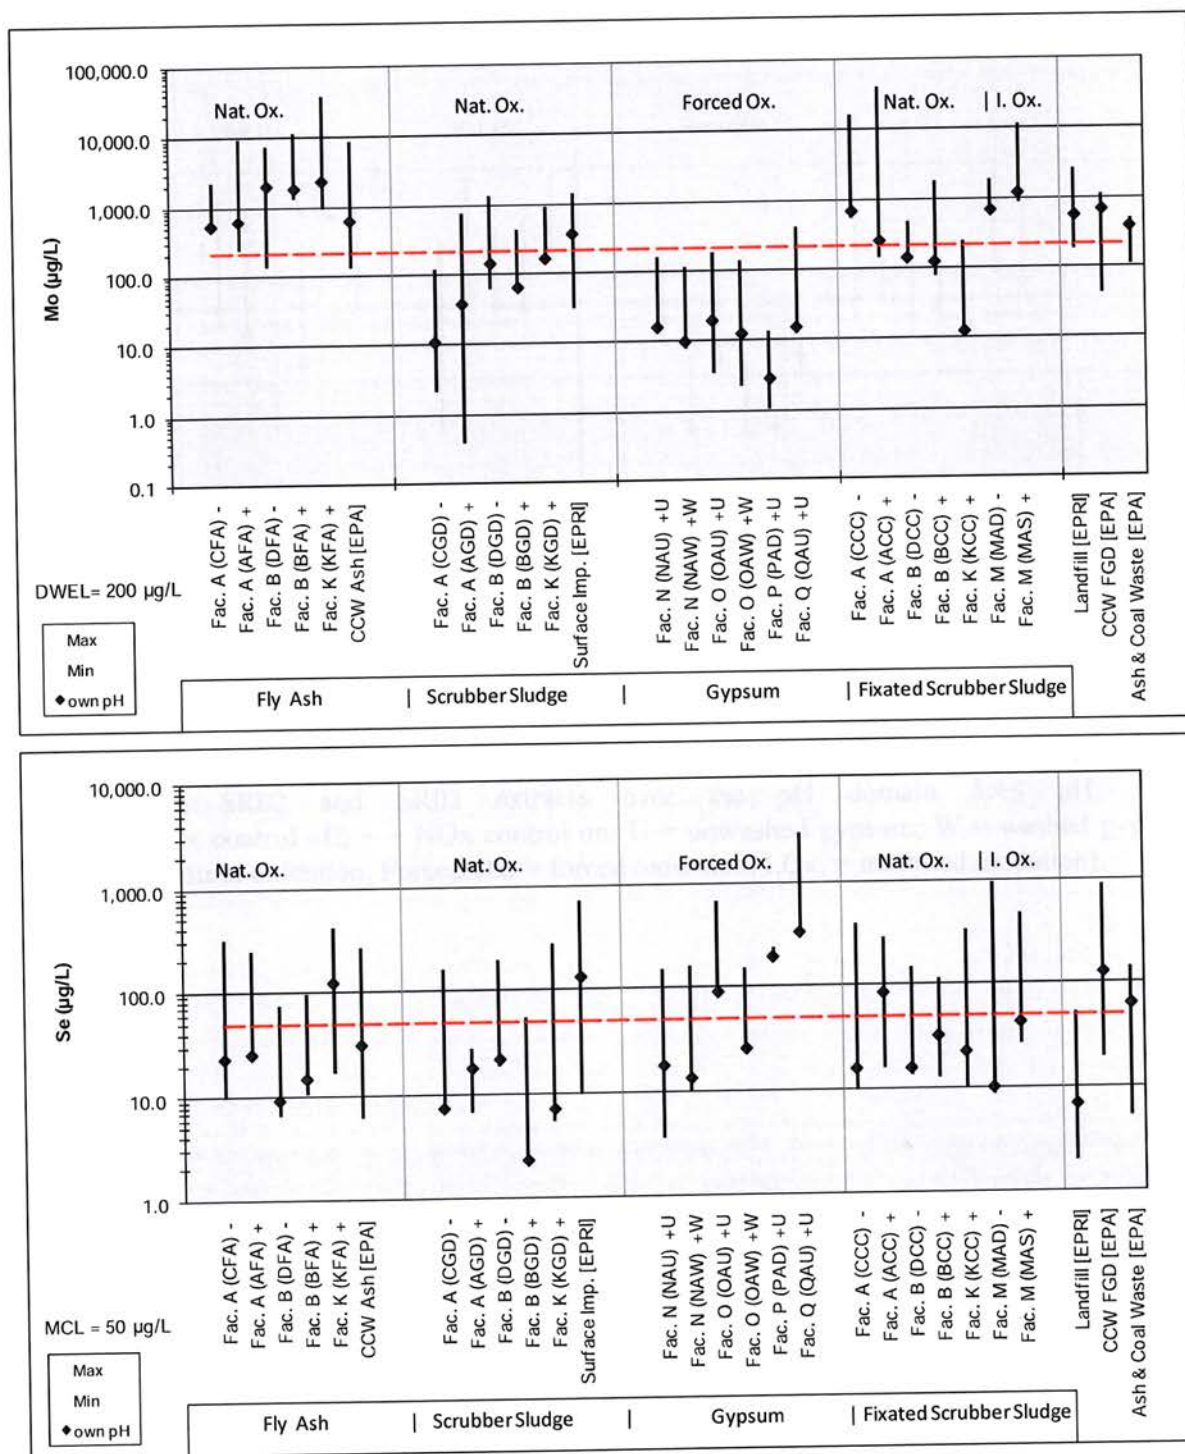 100,000.0
Nat. Ox.
Nat. Ox.
Forced Ox.
Nat. Ox. | I. Ox.
10,000.0
1,000.0
Mo (µg/L)
100.0
10.0
1.0
0.1
Fac. A (CFA) -
Fac. A (AFA) +
Fac. B (DFA) -
Fac. B (BFA) +
Fac. K (KFA) +
CCW Ash [EPA]
Fac. A (CGD) -
Fac. A (AGD) +
Fac. B (DGD) -
Fac. B (BGD) +
Fac. K (KGD) +
Surface Imp. [EPRI]
Fac. N (NAU) +U
Fac. N (NAW) +W
Fac. O (OAU) +U
Fac. O (OAW) +W
Fac. P (PAD) +U
Fac. Q (QAU) +U
Fac. A (CCC) -
Fac. A (ACC) +
Fac. B (DCC) -
Fac. B (BCC) +
Fac. K (KCC) +
Fac. M (MAD) -
Fac. M (MAS) +
Landfill [EPRI]
CCW FGD [EPA]
Ash & Coal Waste [EPA]
DWEL= 200 µg/L
Max
Min
own pH
Fly Ash | Scrubber Sludge | Gypsum | Fixated Scrubber Sludge
10,000.0
Nat. Ox.
Nat. Ox.
Forced Ox.
Nat. Ox. | I. Ox.
1,000.0
Se (µg/L)
100.0
10.0
1.0
Fac. A (CFA) -
Fac. A (AFA) +
Fac. B (DFA) -
Fac. B (BFA) +
Fac. K (KFA) +
CCW Ash [EPA]
Fac. A (CGD) -
Fac. A (AGD) +
Fac. B (DGD) -
Fac. B (BGD) +
Fac. K (KGD) +
Surface Imp. [EPRI]
Fac. N (NAU) +U
Fac. N (NAW) +W
Fac. O (OAU) +U
Fac. O (OAW) +W
Fac. P (PAD) +U
Fac. Q (QAU) +U
Fac. A (CCC) -
Fac. A (ACC) +
Fac. B (DCC) -
Fac. B (BCC) +
Fac. K (KCC) +
Fac. M (MAD) -
Fac. M (MAS) +
Landfill [EPRI]
CCW FGD [EPA]
Ash & Coal Waste [EPA]
MCL = 50 µg/L
Max
Min
own pH
Fly Ash | Scrubber Sludge | Gypsum | Fixated Scrubber Sludge